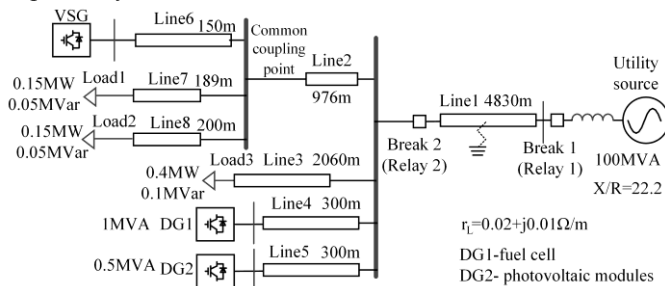 VSG
Line6
150m
Common
coupling
point
Line2
976m
0.15MW
0.05MVar
Load1
Line7
189m
0.15MW
0.05MVar
Load2
Line8
200m
0.4MW
0.1MVar
Load3
Line3
2060m
1MVA
DG1
Line4
300m
0.5MVA
DG2
Line5
300m
Break 2
(Relay 2)
Line1 4830m
Break 1
(Relay 1)
Utility
source
100MVA
X/R=22.2
r_L=0.02+j0.01Ω/m
DG1-fuel cell
DG2- photovoltaic modules